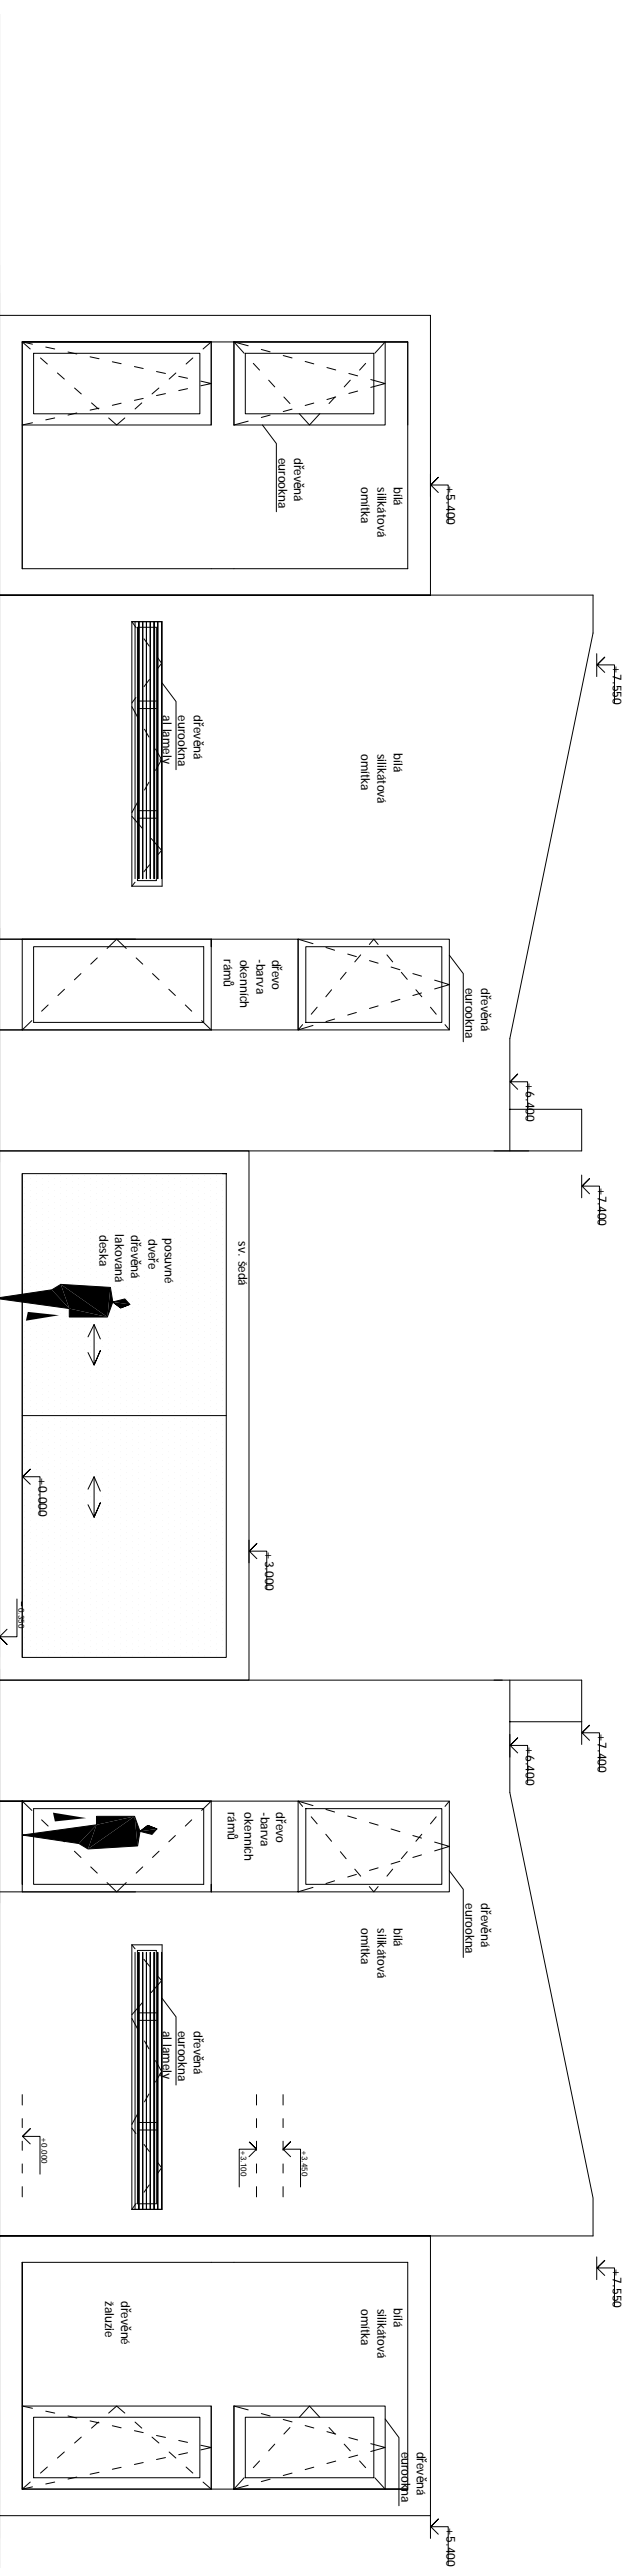 dřevěná
eurookna
bílá
silikátová
omítka
+5.400
dřevěná
eurookna
al lamely
bílá
silikátová
omítka
+7.550
dřevo
-barva
okenních
rámů
dřevěná
eurookna
+6.400
+7.400
posuvné
dveře
dřevěná
lakovaná
deska
sv. šedá
+0.000
+3.000
-0.350
+7.400
+6.400
dřevo
-barva
okenních
rámů
dřevěná
eurookna
bílá
silikátová
omítka
dřevěná
eurookna
al lamely
+0.000
+3.100
+3.450
+7.550
dřevěné
žaluzie
bílá
silikátová
omítka
dřevěná
eurookna
+5.400